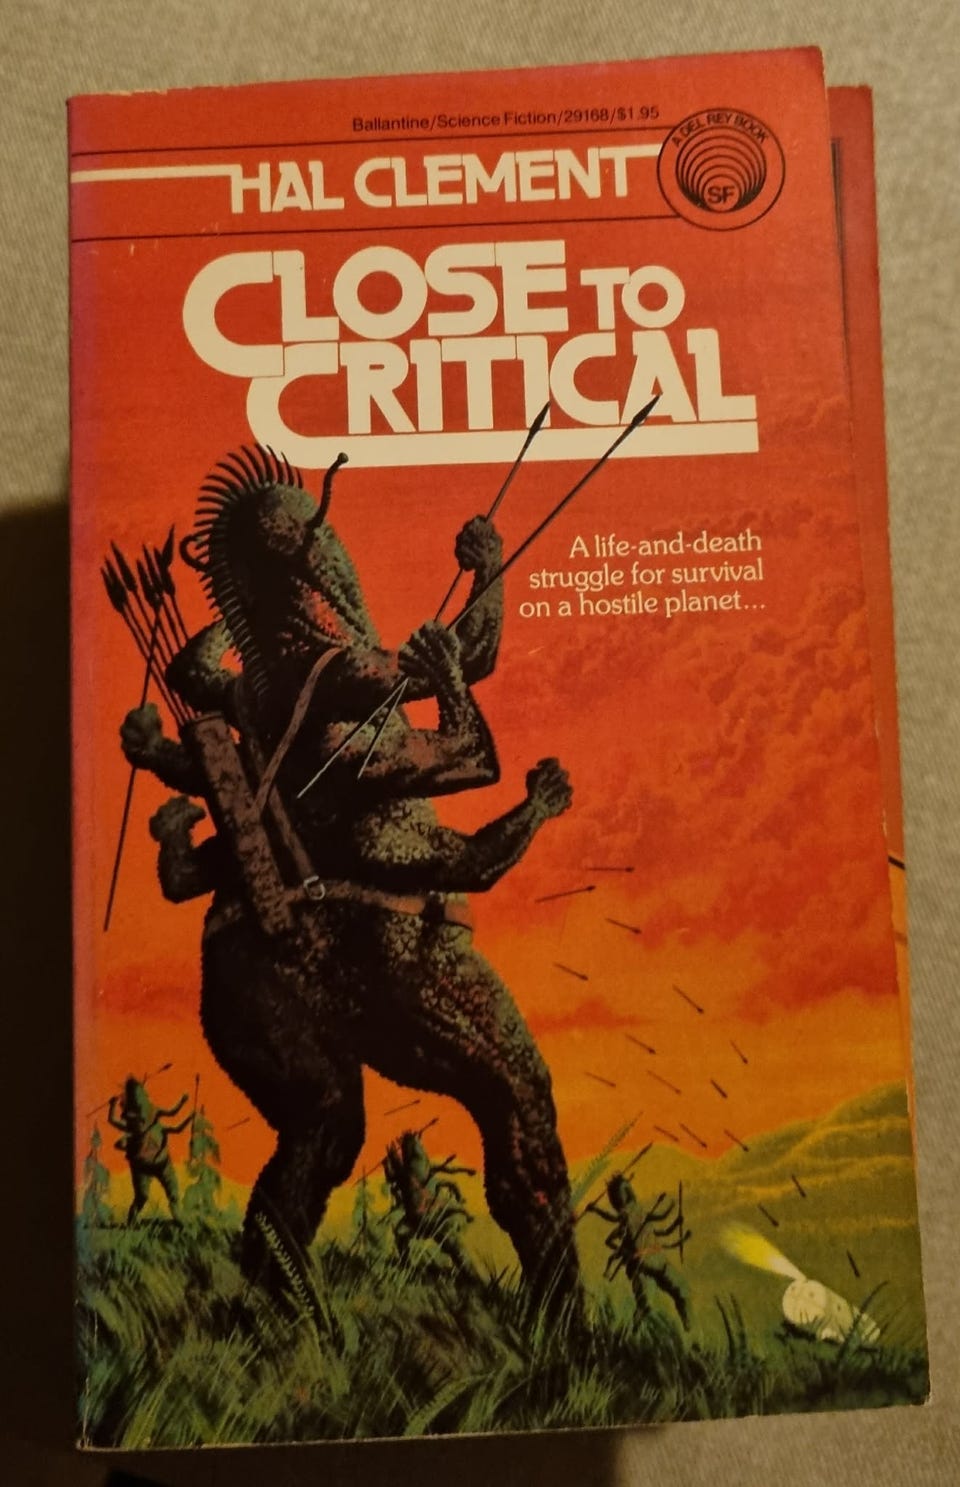 Ballantine/Science Fiction/29168/$1.95
A DEL REY BOOK
SF
HAL CLEMENT
CLOSE TO
CRITICAL
A life-and-death
struggle for survival
on a hostile planet...